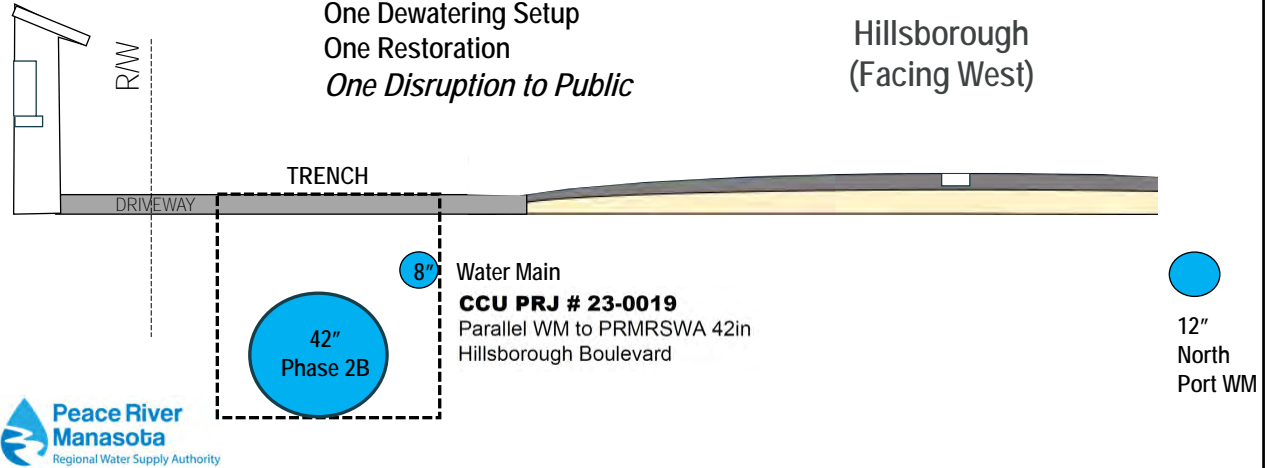 One Dewatering Setup
One Restoration
One Disruption to Public
Hillsborough
(Facing West)
R/W
TRENCH
DRIVEWAY
8"
Water Main
CCU PRJ # 23-0019
Parallel WM to PRMRSWA 42in
Hillsborough Boulevard
42"
Phase 2B
12"
North
Port WM
Peace River
Manasota
Regional Water Supply Authority